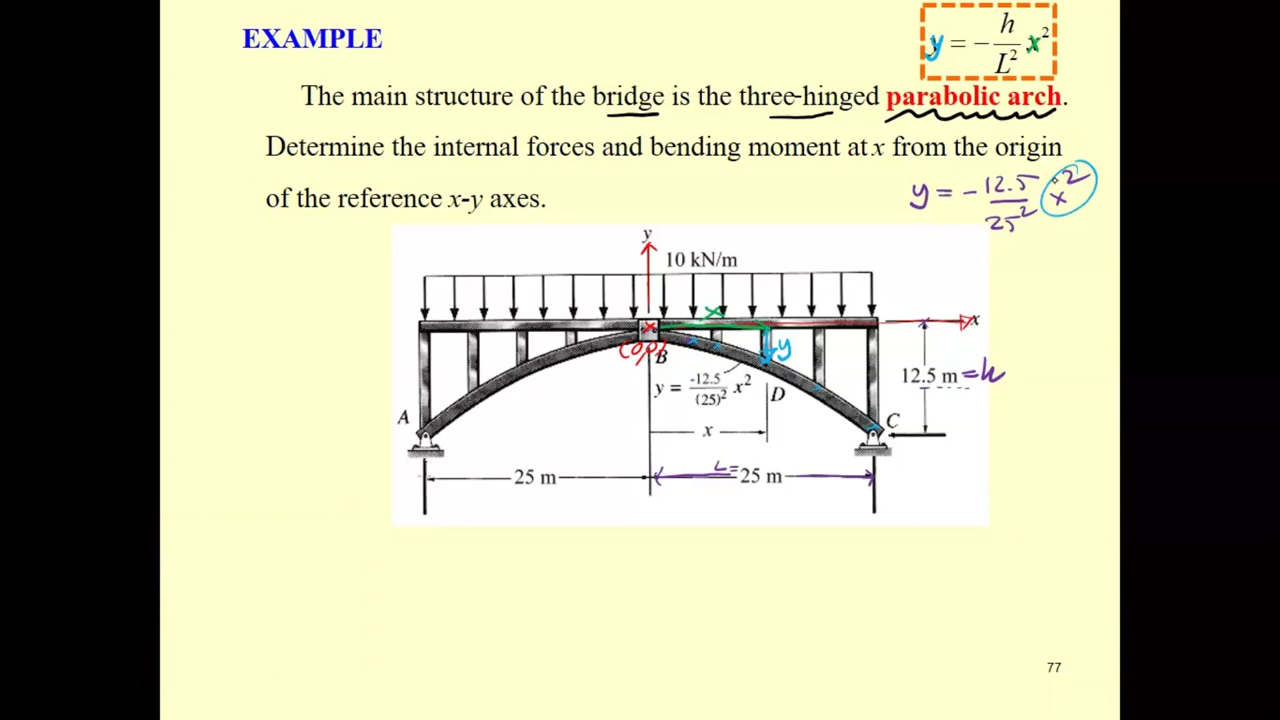 EXAMPLE
y = - h/L² x²
The main structure of the bridge is the three-hinged parabolic arch.
Determine the internal forces and bending moment at x from the origin
of the reference x-y axes.
y = - 12.5/25² x²
y
10 kN/m
x
x
(0,0)
B
y
y = -12.5/(25)² x²
D
12.5 m = h
A
C
x
25 m
L = 25 m
77